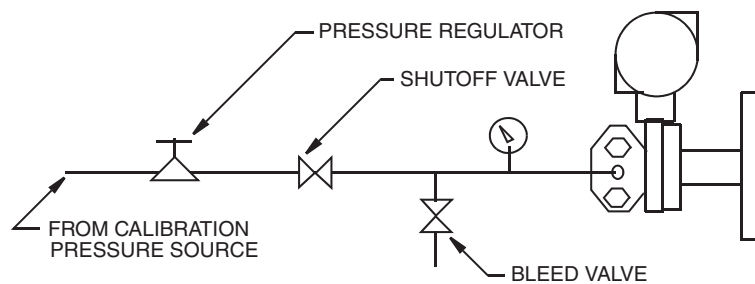 PRESSURE REGULATOR
SHUTOFF VALVE
FROM CALIBRATION
PRESSURE SOURCE
BLEED VALVE